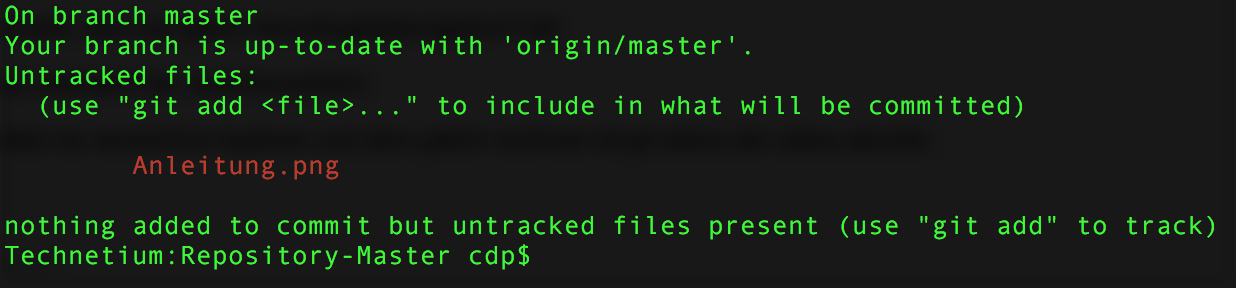 On branch master
Your branch is up-to-date with 'origin/master'.
Untracked files:
  (use "git add <file>..." to include in what will be committed)
        Anleitung.png
nothing added to commit but untracked files present (use "git add" to track)
Technetium:Repository-Master cdp$